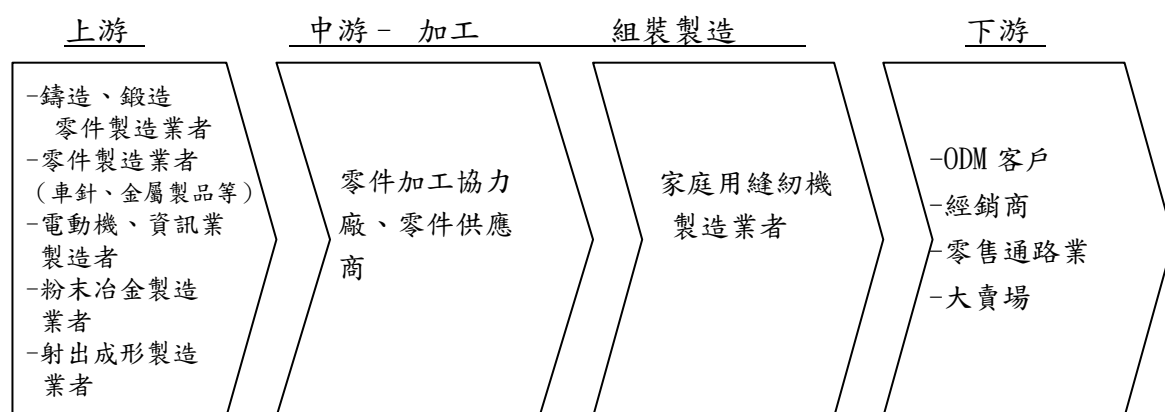 上游
中游- 加工 組裝製造
下游
-鑄造、鍛造
零件製造業者
-零件製造業者
(車針、金屬製品等)
-電動機、資訊業
製造者
-粉末冶金製造
業者
-射出成形製造
業者
零件加工協力
廠、零件供應
商
家庭用縫紉機
製造業者
-ODM 客戶
-經銷商
-零售通路業
-大賣場